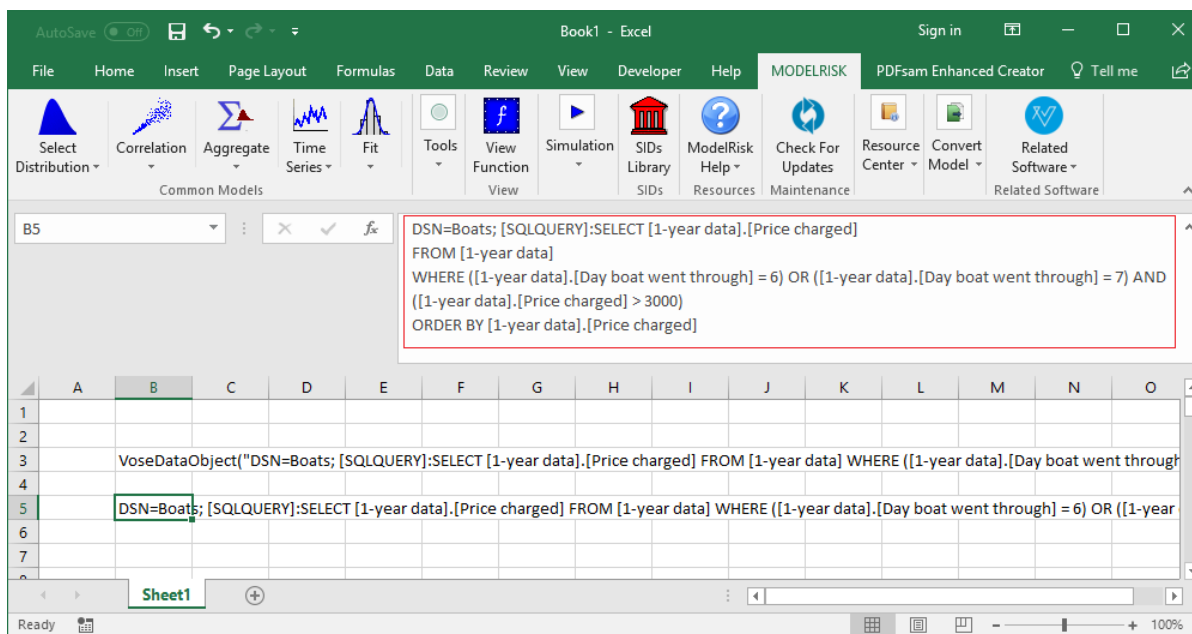 AutoSave Off Book1 - Excel Sign in
File Home Insert Page Layout Formulas Data Review View Developer Help MODELRISK PDFsam Enhanced Creator Tell me
Select Distribution Correlation Aggregate Time Series Fit Tools View Function Simulation SIDs Library ModelRisk Help Check For Updates Resource Center Convert Model Related Software
Common Models View SIDs Resources Maintenance Related Software
B5 fx DSN=Boats; [SQLQUERY]:SELECT [1-year data].[Price charged]
FROM [1-year data]
WHERE ([1-year data].[Day boat went through] = 6) OR ([1-year data].[Day boat went through] = 7) AND
([1-year data].[Price charged] > 3000)
ORDER BY [1-year data].[Price charged]
A B C D E F G H I J K L M N O
1
2
3 VoseDataObject("DSN=Boats; [SQLQUERY]:SELECT [1-year data].[Price charged] FROM [1-year data] WHERE ([1-year data].[Day boat went through
4
5 DSN=Boats; [SQLQUERY]:SELECT [1-year data].[Price charged] FROM [1-year data] WHERE ([1-year data].[Day boat went through] = 6) OR ([1-year
6
7
Sheet1
Ready 100%